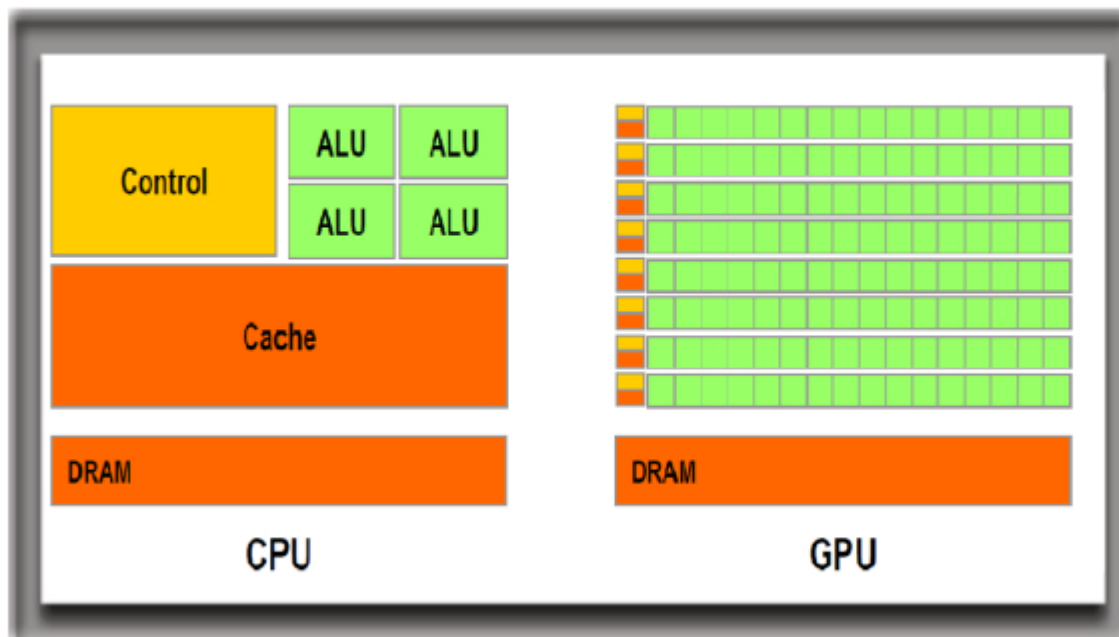 Control
ALU ALU
ALU ALU
Cache
DRAM
CPU
DRAM
GPU